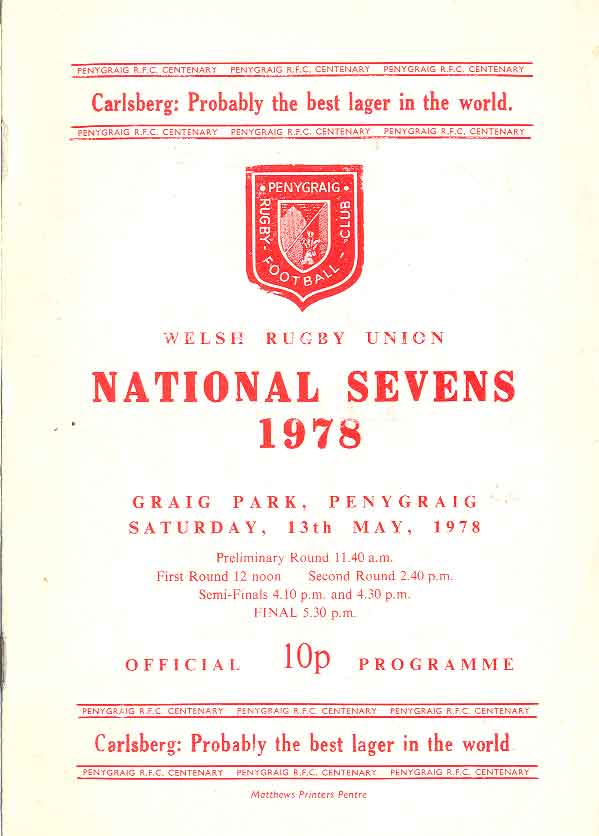 PENYGRAIG R.F.C. CENTENARY PENYGRAIG R.F.C. CENTENARY PENYGRAIG R.F.C. CENTENARY
Carlsberg: Probably the best lager in the world.
PENYGRAIG R.F.C. CENTENARY PENYGRAIG R.F.C. CENTENARY PENYGRAIG R.F.C. CENTENARY
• PENYGRAIG •
RUGBY - FOOTBALL - CLUB
WELSH RUGBY UNION
NATIONAL SEVENS
1978
GRAIG PARK, PENYGRAIG
SATURDAY, 13th MAY, 1978
Preliminary Round 11.40 a.m.
First Round 12 noon Second Round 2.40 p.m.
Semi-Finals 4.10 p.m. and 4.30 p.m.
FINAL 5.30 p.m.
OFFICIAL 10p PROGRAMME
PENYGRAIG R.F.C. CENTENARY PENYGRAIG R.F.C. CENTENARY PENYGRAIG R.F.C. CENTENARY
Carlsberg: Probably the best lager in the world
PENYGRAIG R.F.C. CENTENARY PENYGRAIG R.F.C. CENTENARY PENYGRAIG R.F.C. CENTENARY
Matthews Printers Pentre